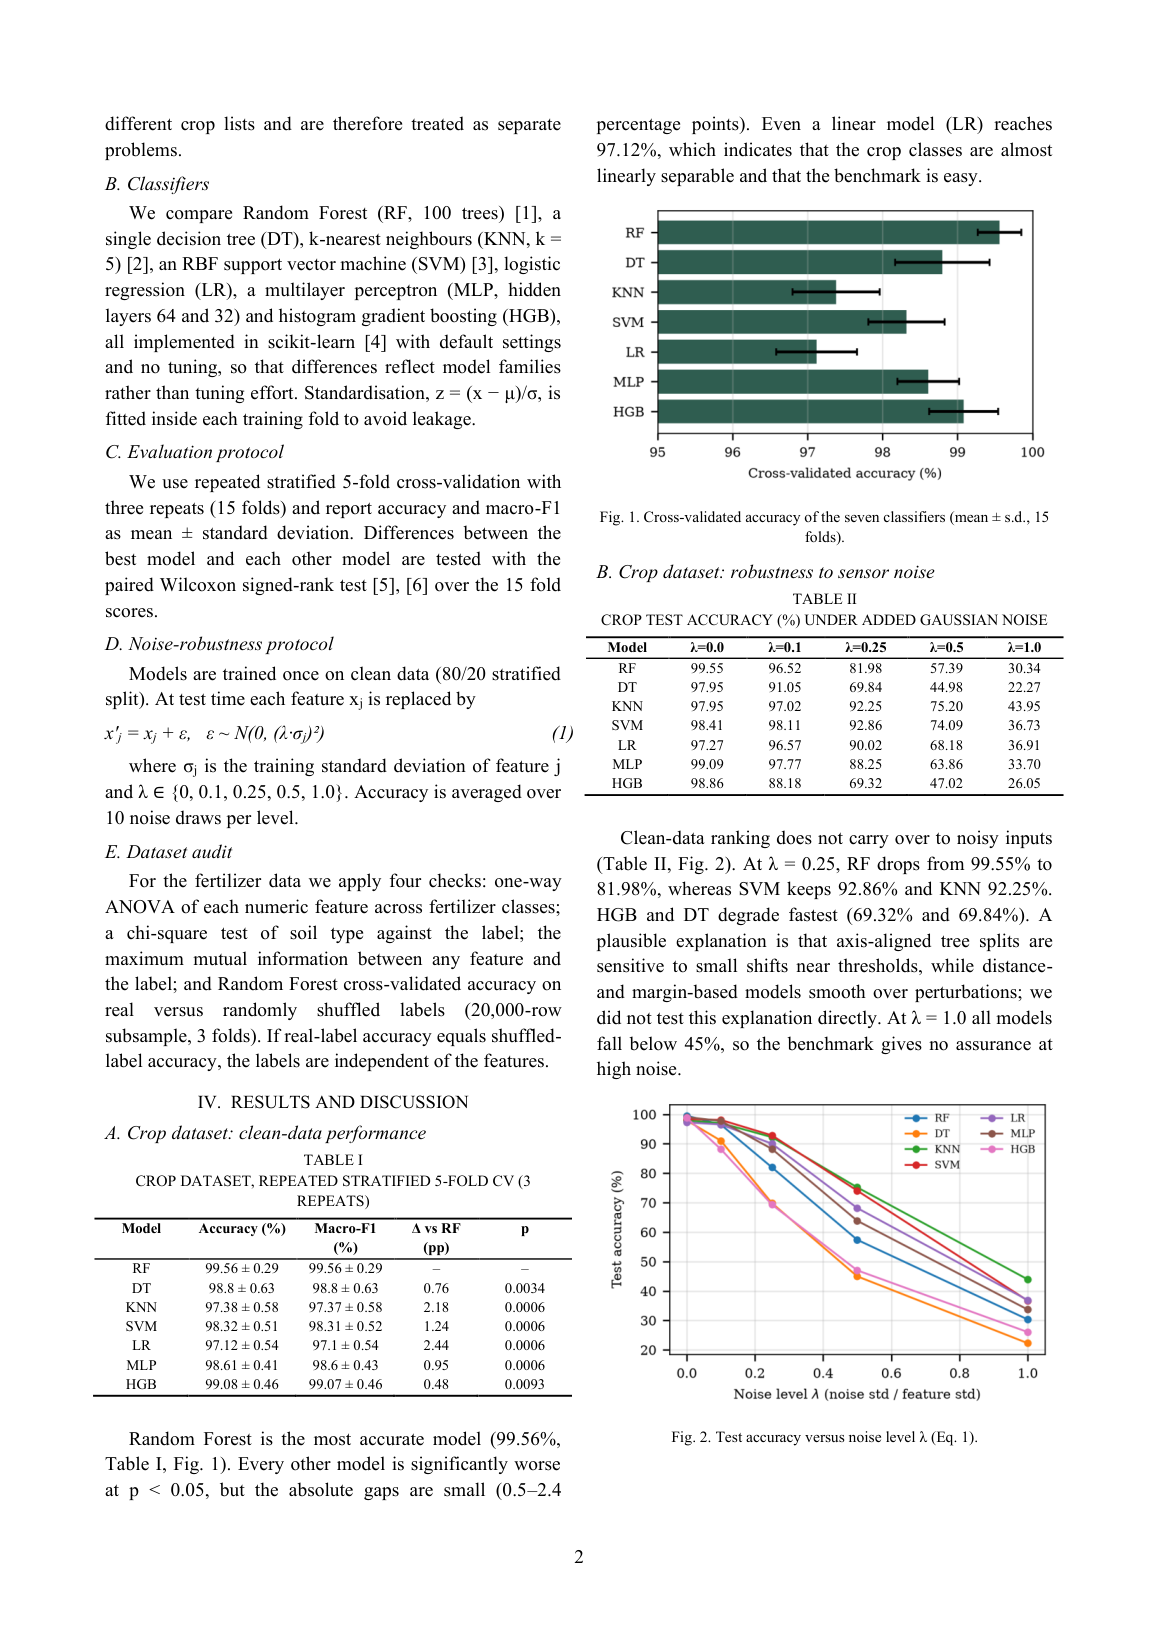 different crop lists and are therefore treated as separate
problems.
B. Classifiers
We compare Random Forest (RF, 100 trees) [1], a
single decision tree (DT), k-nearest neighbours (KNN, k =
5) [2], an RBF support vector machine (SVM) [3], logistic
regression (LR), a multilayer perceptron (MLP, hidden
layers 64 and 32) and histogram gradient boosting (HGB),
all implemented in scikit-learn [4] with default settings
and no tuning, so that differences reflect model families
rather than tuning effort. Standardisation, z = (x − μ)/σ, is
fitted inside each training fold to avoid leakage.
C. Evaluation protocol
We use repeated stratified 5-fold cross-validation with
three repeats (15 folds) and report accuracy and macro-F1
as mean ± standard deviation. Differences between the
best model and each other model are tested with the
paired Wilcoxon signed-rank test [5], [6] over the 15 fold
scores.
D. Noise-robustness protocol
Models are trained once on clean data (80/20 stratified
split). At test time each feature xj is replaced by
x′j = xj + ε, ε ~ N(0, (λ·σj)²) (1)
where σj is the training standard deviation of feature j
and λ ∈ {0, 0.1, 0.25, 0.5, 1.0}. Accuracy is averaged over
10 noise draws per level.
E. Dataset audit
For the fertilizer data we apply four checks: one-way
ANOVA of each numeric feature across fertilizer classes;
a chi-square test of soil type against the label; the
maximum mutual information between any feature and
the label; and Random Forest cross-validated accuracy on
real versus randomly shuffled labels (20,000-row
subsample, 3 folds). If real-label accuracy equals shuffled-
label accuracy, the labels are independent of the features.
IV. RESULTS AND DISCUSSION
A. Crop dataset: clean-data performance
TABLE I
CROP DATASET, REPEATED STRATIFIED 5-FOLD CV (3
REPEATS)
Model Accuracy (%) Macro-F1 Δ vs RF p
(%) (pp)
RF 99.56 ± 0.29 99.56 ± 0.29 – –
DT 98.8 ± 0.63 98.8 ± 0.63 0.76 0.0034
KNN 97.38 ± 0.58 97.37 ± 0.58 2.18 0.0006
SVM 98.32 ± 0.51 98.31 ± 0.52 1.24 0.0006
LR 97.12 ± 0.54 97.1 ± 0.54 2.44 0.0006
MLP 98.61 ± 0.41 98.6 ± 0.43 0.95 0.0006
HGB 99.08 ± 0.46 99.07 ± 0.46 0.48 0.0093
Random Forest is the most accurate model (99.56%,
Table I, Fig. 1). Every other model is significantly worse
at p < 0.05, but the absolute gaps are small (0.5–2.4
percentage points). Even a linear model (LR) reaches
97.12%, which indicates that the crop classes are almost
linearly separable and that the benchmark is easy.
RF
DT
KNN
SVM
LR
MLP
HGB
95 96 97 98 99 100
Cross-validated accuracy (%)
Fig. 1. Cross-validated accuracy of the seven classifiers (mean ± s.d., 15
folds).
B. Crop dataset: robustness to sensor noise
TABLE II
CROP TEST ACCURACY (%) UNDER ADDED GAUSSIAN NOISE
Model λ=0.0 λ=0.1 λ=0.25 λ=0.5 λ=1.0
RF 99.55 96.52 81.98 57.39 30.34
DT 97.95 91.05 69.84 44.98 22.27
KNN 97.95 97.02 92.25 75.20 43.95
SVM 98.41 98.11 92.86 74.09 36.73
LR 97.27 96.57 90.02 68.18 36.91
MLP 99.09 97.77 88.25 63.86 33.70
HGB 98.86 88.18 69.32 47.02 26.05
Clean-data ranking does not carry over to noisy inputs
(Table II, Fig. 2). At λ = 0.25, RF drops from 99.55% to
81.98%, whereas SVM keeps 92.86% and KNN 92.25%.
HGB and DT degrade fastest (69.32% and 69.84%). A
plausible explanation is that axis-aligned tree splits are
sensitive to small shifts near thresholds, while distance-
and margin-based models smooth over perturbations; we
did not test this explanation directly. At λ = 1.0 all models
fall below 45%, so the benchmark gives no assurance at
high noise.
Test accuracy (%)
100
90
80
70
60
50
40
30
20
RF LR
DT MLP
KNN HGB
SVM
0.0 0.2 0.4 0.6 0.8 1.0
Noise level λ (noise std / feature std)
Fig. 2. Test accuracy versus noise level λ (Eq. 1).
2